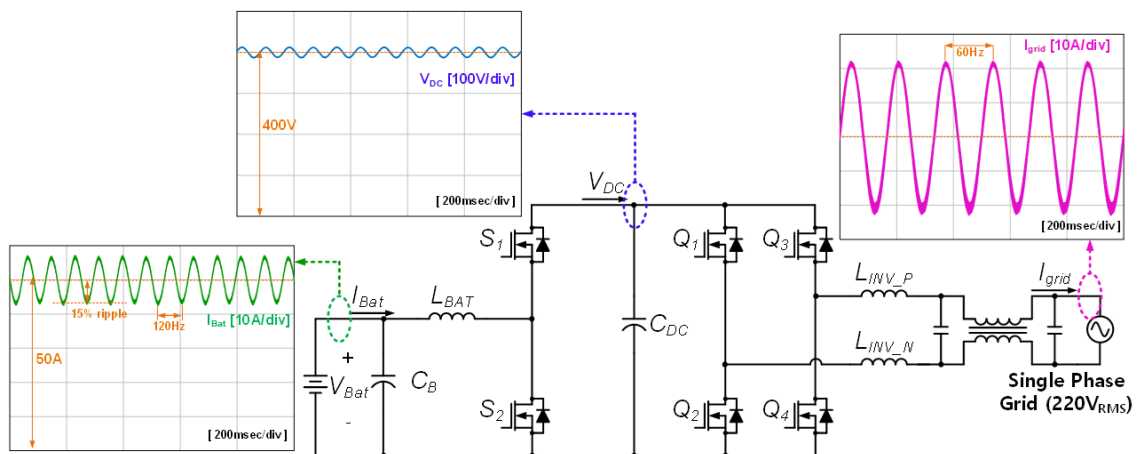 V_DC [100V/div]
400V
[200msec/div]
I_grid [10A/div]
60Hz
[200msec/div]
15% ripple
120Hz
I_Bat [10A/div]
50A
[200msec/div]
V_DC
S_1
S_2
I_Bat
L_BAT
+
V_Bat
-
C_B
C_DC
Q_1
Q_3
Q_2
Q_4
L_INV_P
L_INV_N
I_grid
Single Phase
Grid (220V_RMS)